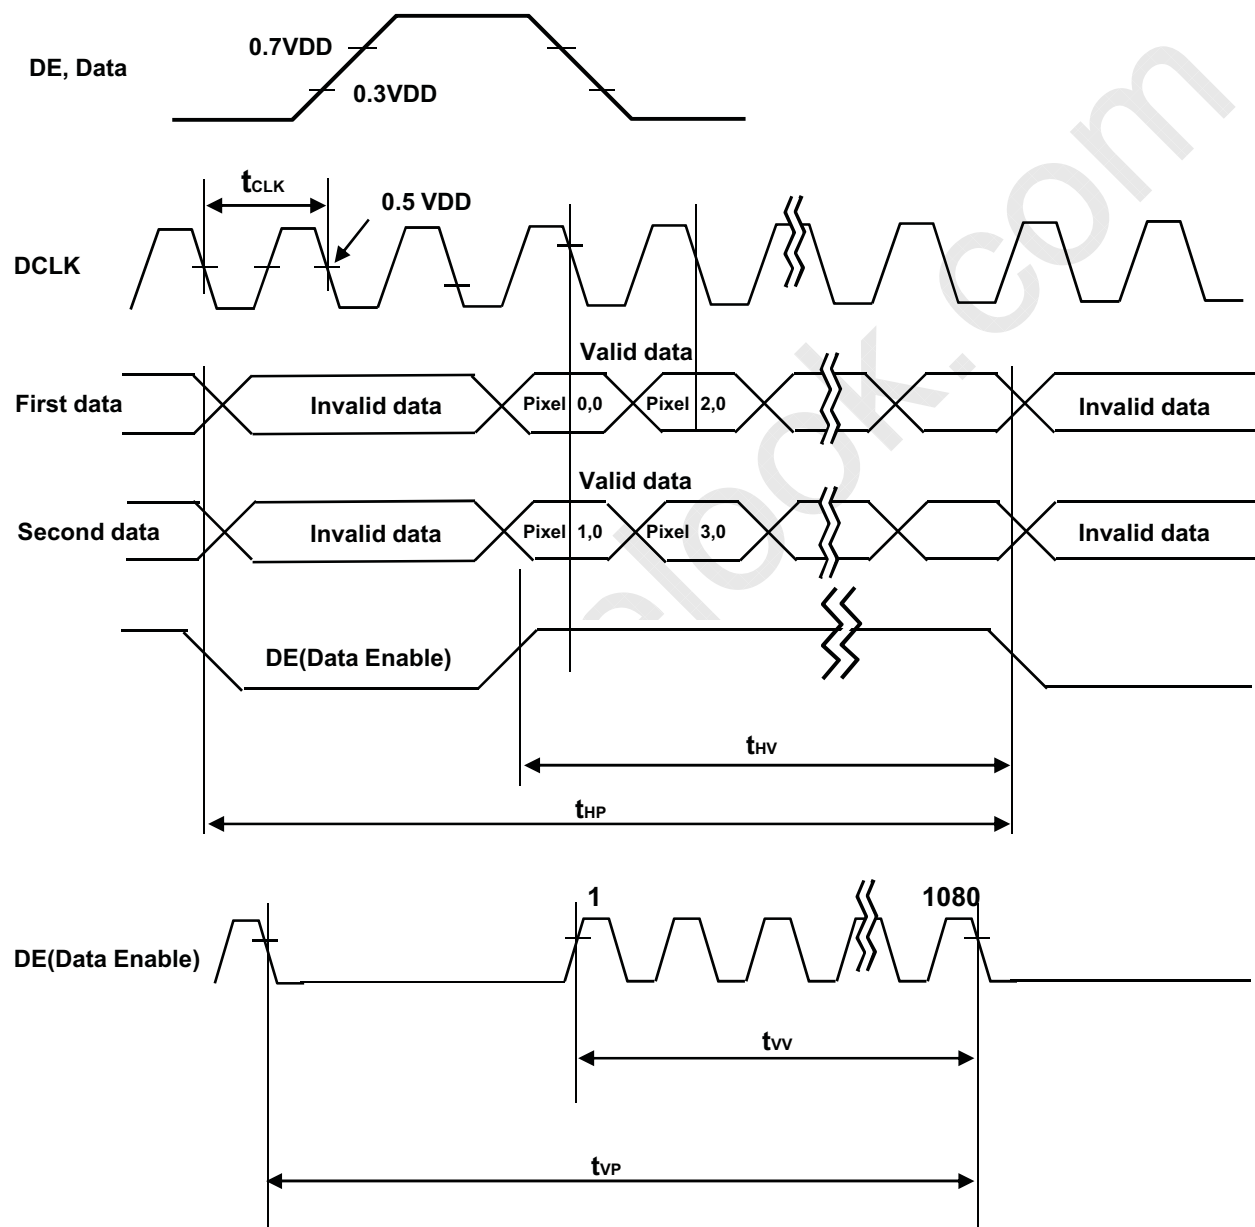 0.7VDD
DE, Data
0.3VDD
tCLK
0.5 VDD
DCLK
Valid data
First data
Invalid data
Pixel 0,0
Pixel 2,0
Invalid data
Valid data
Second data
Invalid data
Pixel 1,0
Pixel 3,0
Invalid data
DE(Data Enable)
tHV
tHP
1
1080
DE(Data Enable)
tVV
tVP
elook.com